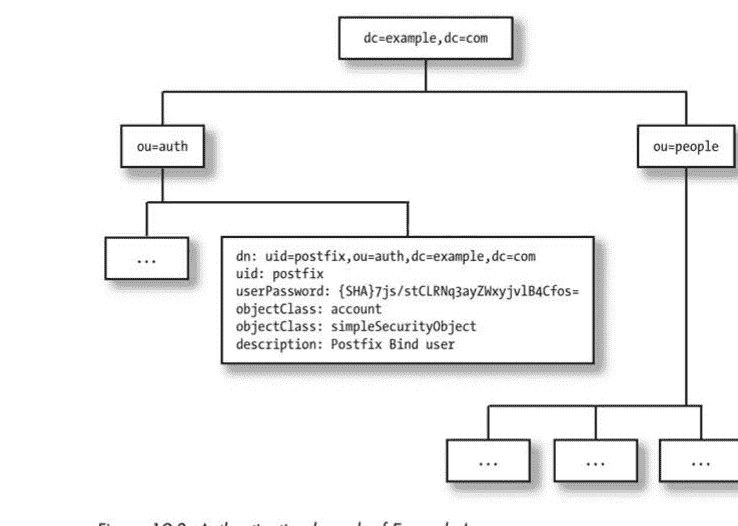 dc=example,dc=com
ou=auth
ou=people
...
dn: uid=postfix,ou=auth,dc=example,dc=com
uid: postfix
userPassword: {SHA}7js/stCLRNq3ayZWxyjvlB4Cfos=
objectClass: account
objectClass: simpleSecurityObject
description: Postfix Bind user
...
...
...